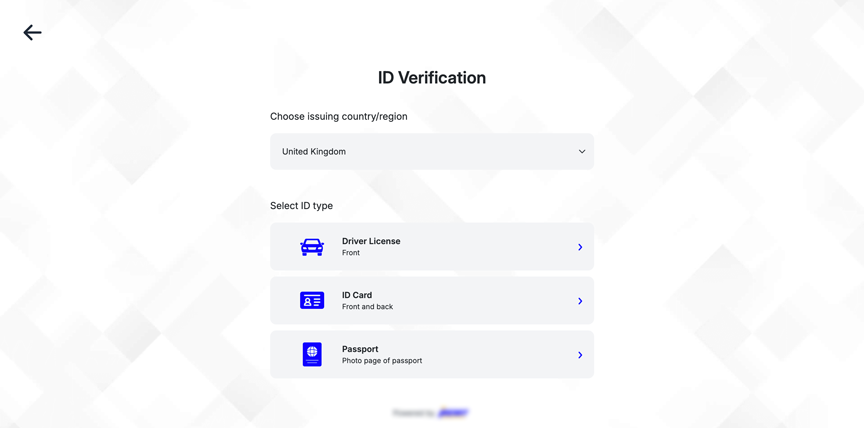 ID Verification
Choose issuing country/region
United Kingdom
Select ID type
Driver License
Front
ID Card
Front and back
Passport
Photo page of passport
Powered by